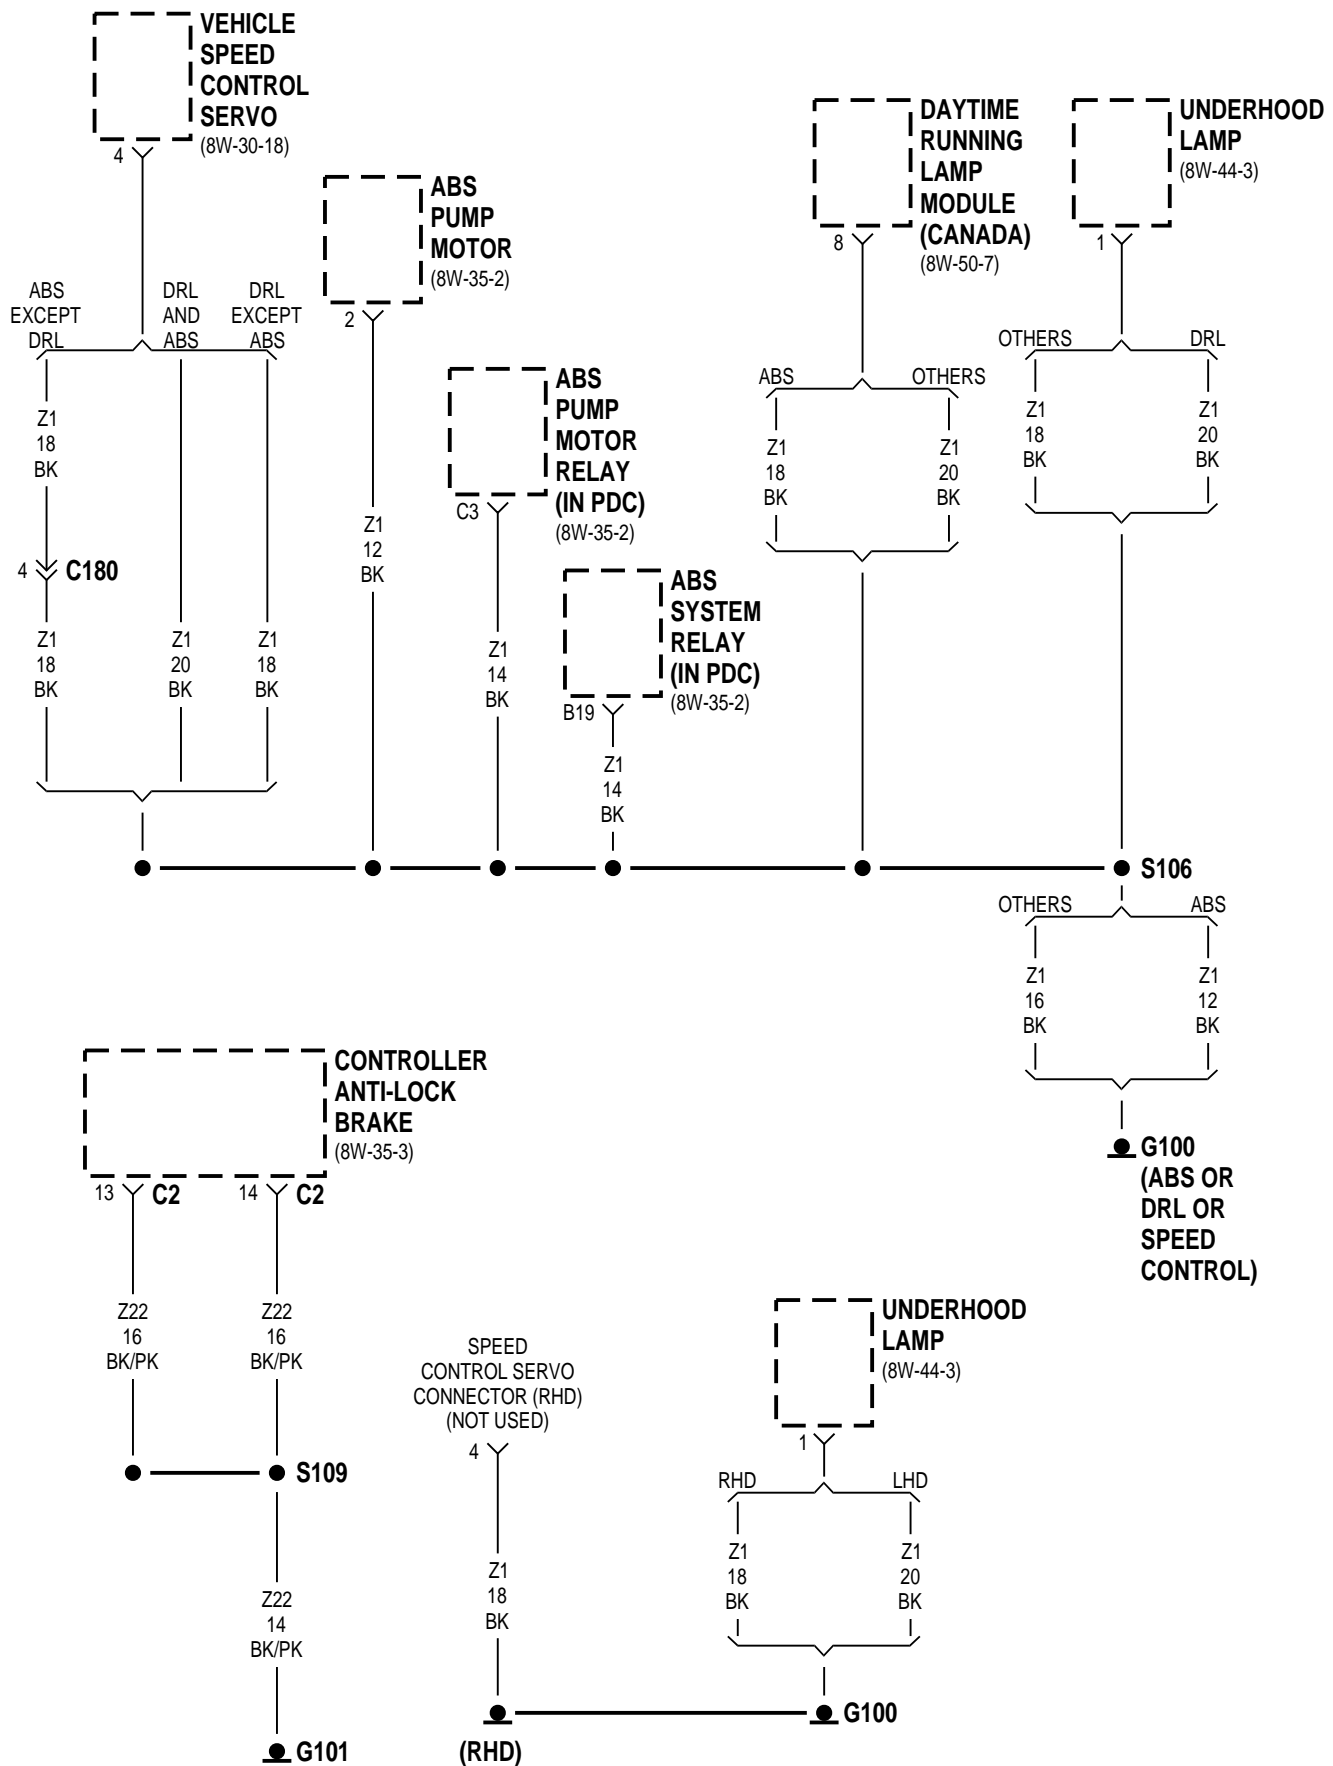 VEHICLE
SPEED
CONTROL
SERVO
(8W-30-18)
4
ABS
EXCEPT
DRL
DRL
AND
ABS
DRL
EXCEPT
ABS
Z1
18
BK
4
C180
Z1
18
BK
Z1
20
BK
Z1
18
BK
ABS
PUMP
MOTOR
(8W-35-2)
2
Z1
12
BK
ABS
PUMP
MOTOR
RELAY
(IN PDC)
(8W-35-2)
C3
Z1
14
BK
ABS
SYSTEM
RELAY
(IN PDC)
(8W-35-2)
B19
Z1
14
BK
DAYTIME
RUNNING
LAMP
MODULE
(CANADA)
(8W-50-7)
8
ABS
OTHERS
Z1
18
BK
Z1
20
BK
UNDERHOOD
LAMP
(8W-44-3)
1
OTHERS
DRL
Z1
18
BK
Z1
20
BK
S106
OTHERS
ABS
Z1
16
BK
Z1
12
BK
G100
(ABS OR
DRL OR
SPEED
CONTROL)
CONTROLLER
ANTI-LOCK
BRAKE
(8W-35-3)
13
C2
14
C2
Z22
16
BK/PK
Z22
16
BK/PK
S109
Z22
14
BK/PK
G101
SPEED
CONTROL SERVO
CONNECTOR (RHD)
(NOT USED)
4
Z1
18
BK
(RHD)
UNDERHOOD
LAMP
(8W-44-3)
1
RHD
LHD
Z1
18
BK
Z1
20
BK
G100